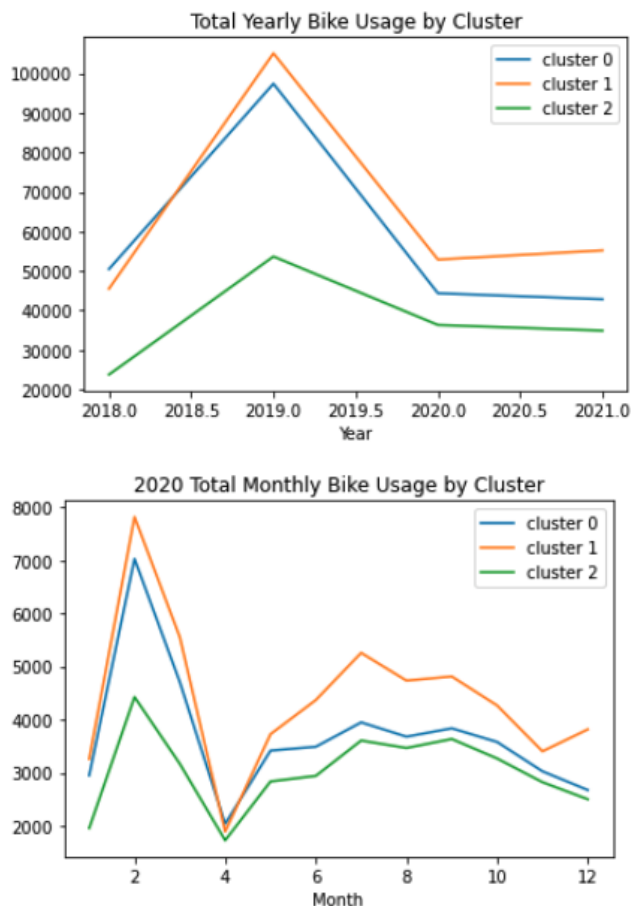 Total Yearly Bike Usage by Cluster
cluster 0
cluster 1
cluster 2
100000
90000
80000
70000
60000
50000
40000
30000
20000
2018.0 2018.5 2019.0 2019.5 2020.0 2020.5 2021.0
Year
2020 Total Monthly Bike Usage by Cluster
cluster 0
cluster 1
cluster 2
8000
7000
6000
5000
4000
3000
2000
2 4 6 8 10 12
Month